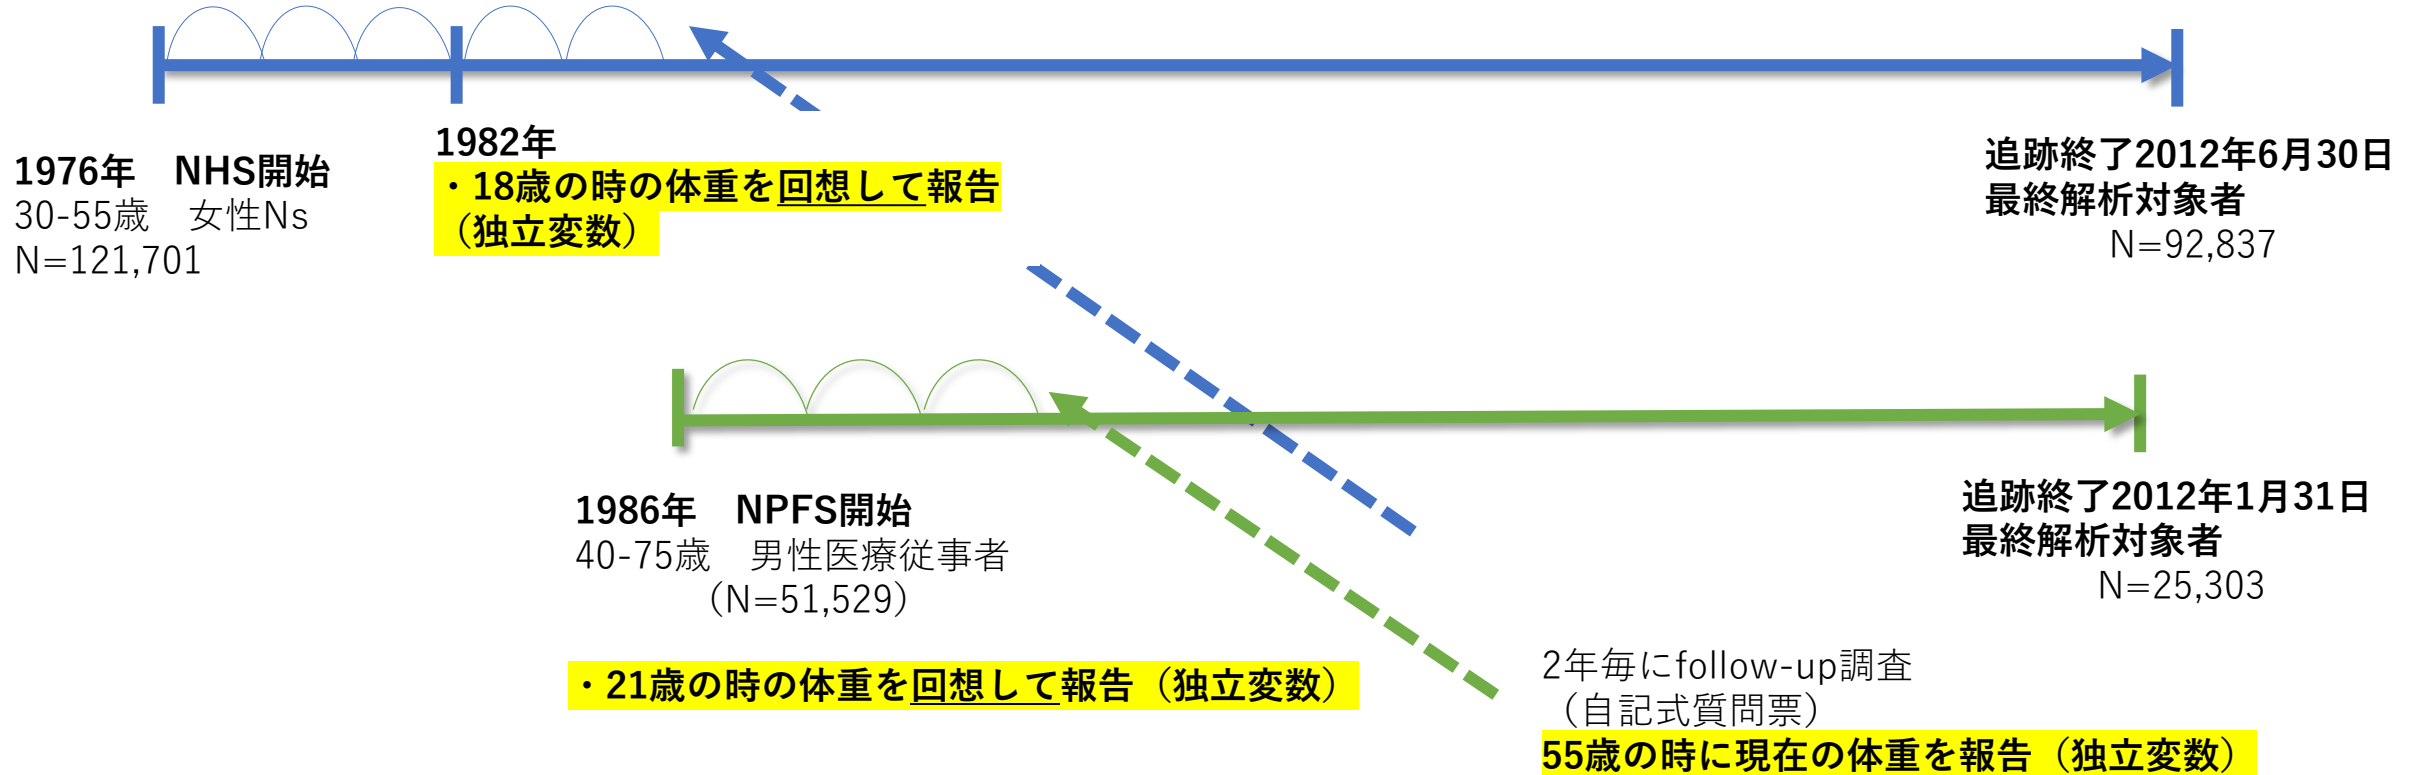 1976年　NHS開始
30-55歳　女性Ns
N=121,701
1982年
・18歳の時の体重を回想して報告
（独立変数）
追跡終了2012年6月30日
最終解析対象者
N=92,837
1986年　NPFS開始
40-75歳　男性医療従事者
（N=51,529）
・21歳の時の体重を回想して報告（独立変数）
追跡終了2012年1月31日
最終解析対象者
N=25,303
2年毎にfollow-up調査
（自記式質問票）
55歳の時に現在の体重を報告（独立変数）